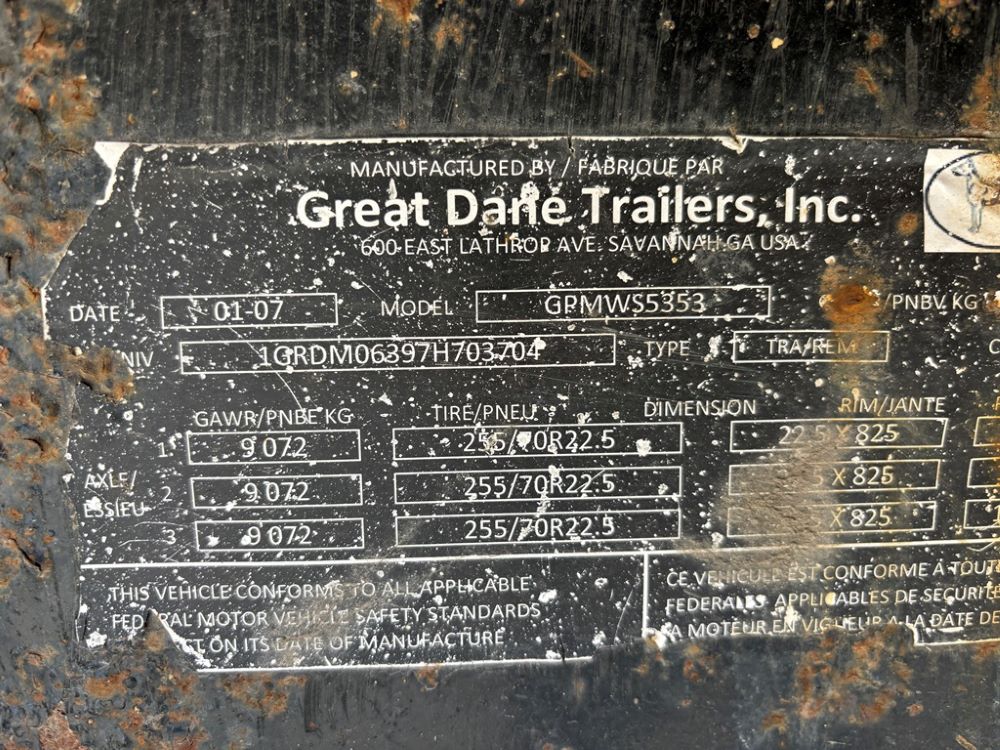 MANUFACTURED BY / FABRIQUE PAR
Great Dane Trailers, Inc.
600 EAST LATHROP AVE. SAVANNAH GA USA
DATE 01-07 MODEL GPMWS5353 /PNBV KG
NIV 1GRDM06397H703704 TYPE TRA/REM
GAWR/PNBE KG TIRE/PNEU DIMENSION RIM/JANTE
1 9 072 255/70R22.5 22.5 X 825
AXLE/
2 9 072 255/70R22.5 5 X 825
ESSIEU
3 9 072 255/70R22.5 X 825
THIS VEHICLE CONFORMS TO ALL APPLICABLE
FEDERAL MOTOR VEHICLE SAFETY STANDARDS
ON ITS DATE OF MANUFACTURE
CE VEHICULE EST CONFORME À TOUT
FEDERALES APPLICABLES DE SÉCURITÉ
A MOTEUR EN VIGUEUR A LA DATE DE